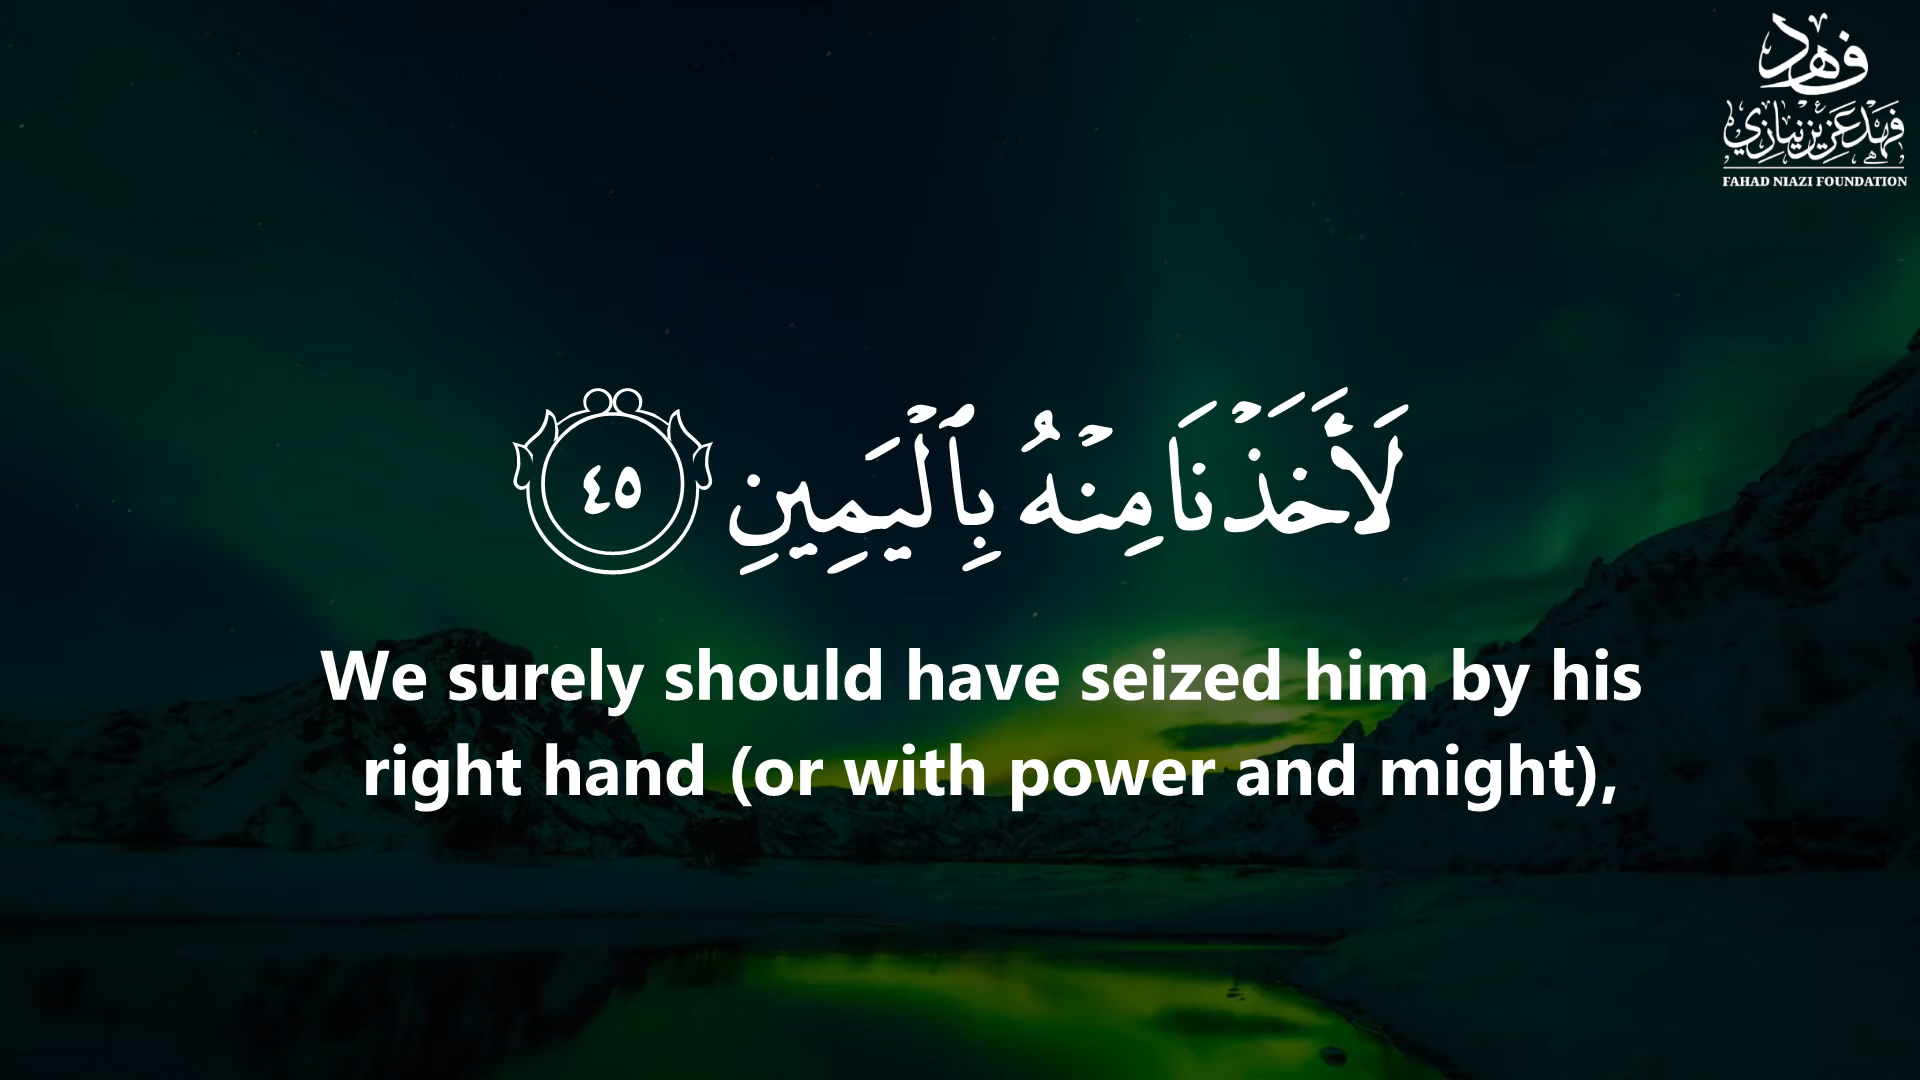 فهد
فهد عزيز نيازي
FAHAD NIAZI FOUNDATION
لَأَخَذْنَا مِنْهُ بِٱلْيَمِينِ ٤٥
We surely should have seized him by his
right hand (or with power and might),